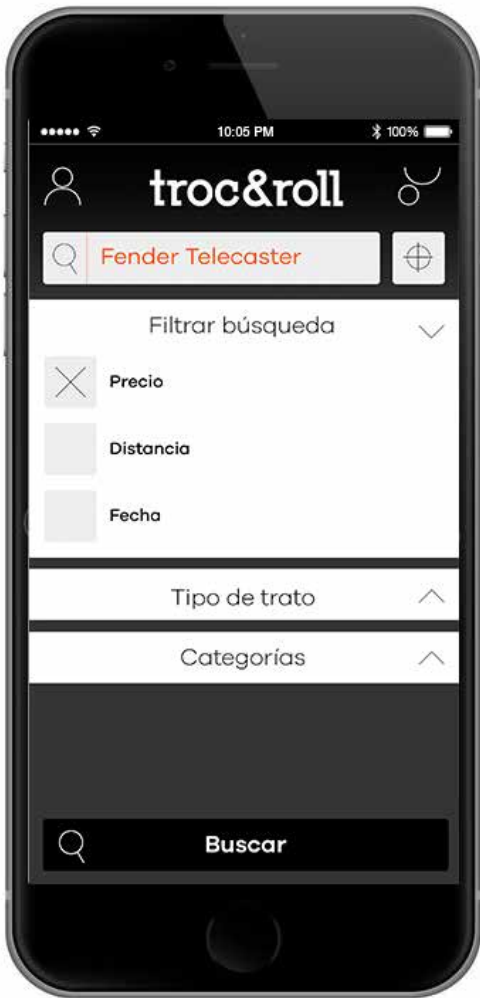 10:05 PM
100%
troc&roll
Fender Telecaster
Filtrar búsqueda
Precio
Distancia
Fecha
Tipo de trato
Categorías
Buscar